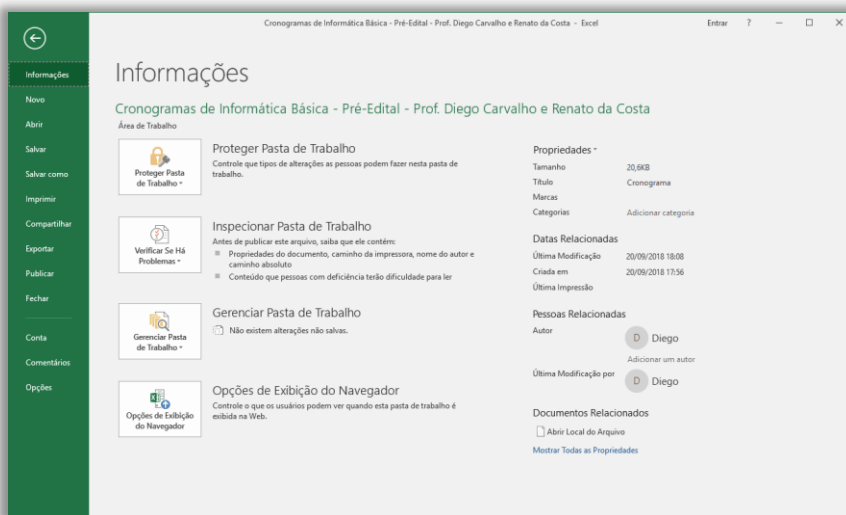 Cronogramas de Informática Básica - Pré-Edital - Prof. Diego Carvalho e Renato da Costa - Excel
Entrar ?
Informações
Novo
Abrir
Salvar
Salvar como
Imprimir
Compartilhar
Exportar
Publicar
Fechar
Conta
Comentários
Opções
Informações
Cronogramas de Informática Básica - Pré-Edital - Prof. Diego Carvalho e Renato da Costa
Área de Trabalho
Proteger Pasta
de Trabalho
Proteger Pasta de Trabalho
Controle que tipos de alterações as pessoas podem fazer nesta pasta de
trabalho.
Verificar Se Há
Problemas
Inspecionar Pasta de Trabalho
Antes de publicar este arquivo, saiba que ele contém:
Propriedades do documento, caminho da impressora, nome do autor e
caminho absoluto
Conteúdo que pessoas com deficiência terão dificuldade para ler
Gerenciar Pasta
de Trabalho
Gerenciar Pasta de Trabalho
Não existem alterações não salvas.
Opções de Exibição
do Navegador
Opções de Exibição do Navegador
Controle o que os usuários podem ver quando esta pasta de trabalho é
exibida na Web.
Propriedades
Tamanho 20,6KB
Título Cronograma
Marcas
Categorias Adicionar categoria
Datas Relacionadas
Última Modificação 20/09/2018 18:08
Criada em 20/09/2018 17:56
Última Impressão
Pessoas Relacionadas
Autor
D Diego
Adicionar um autor
Última Modificação por
D Diego
Documentos Relacionados
Abrir Local do Arquivo
Mostrar Todas as Propriedades